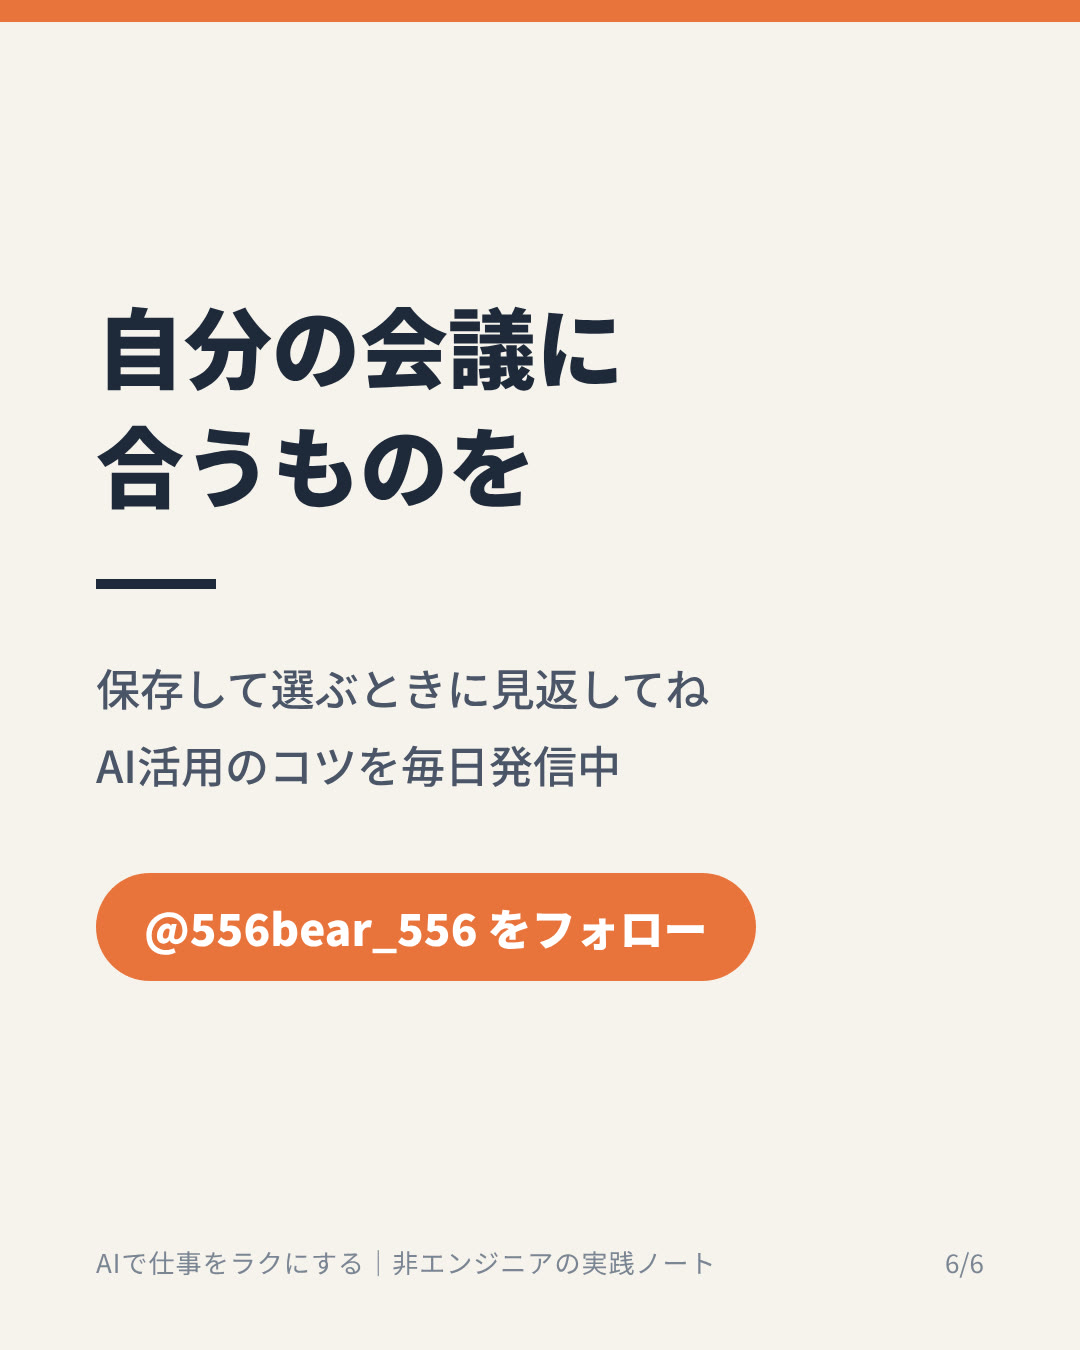 自分の会議に
合うものを
保存して選ぶときに見返してね
AI活用のコツを毎日発信中
@556bear_556 をフォロー
AIで仕事をラクにする｜非エンジニアの実践ノート
6/6